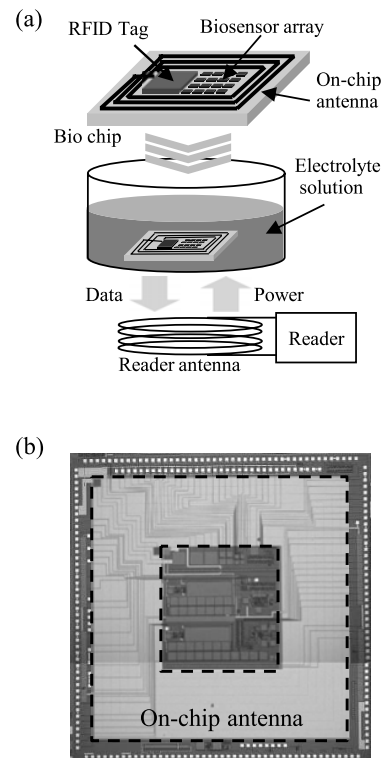 (a)
RFID Tag
Biosensor array
On-chip
antenna
Bio chip
Electrolyte
solution
Data
Power
Reader
Reader antenna
(b)
On-chip antenna